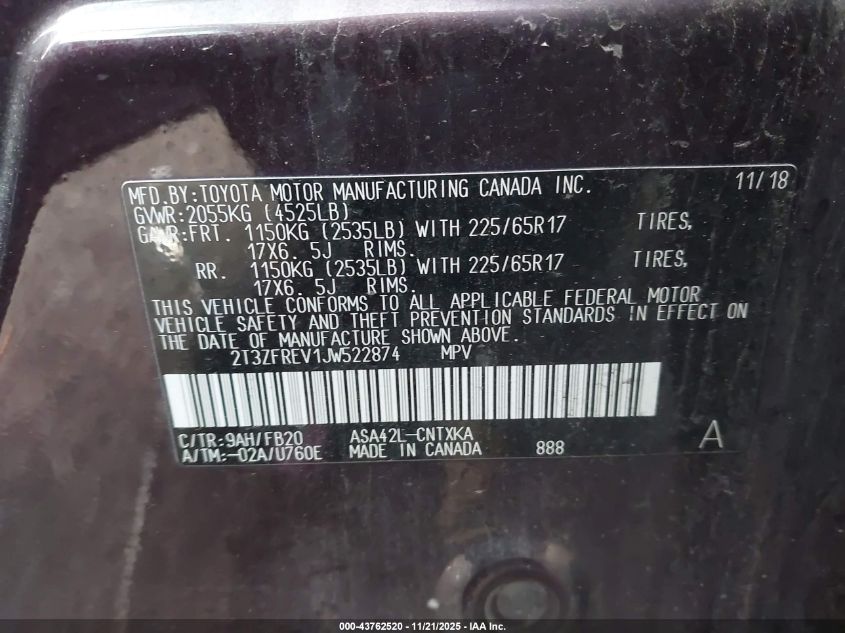 MFD.BY:TOYOTA MOTOR MANUFACTURING CANADA INC. 11/18
GVWR:2055KG (4525LB)
GAWR:FRT. 1150KG (2535LB) WITH 225/65R17 TIRES,
17X6. 5J RIMS.
RR. 1150KG (2535LB) WITH 225/65R17 TIRES,
17X6. 5J RIMS.
THIS VEHICLE CONFORMS TO ALL APPLICABLE FEDERAL MOTOR
VEHICLE SAFETY AND THEFT PREVENTION STANDARDS IN EFFECT ON
THE DATE OF MANUFACTURE SHOWN ABOVE.
2T3ZFREV1JW522874 MPV
C/TR:9AH/FB20 ASA42L-CNTXKA
A/TM:-02A/U760E MADE IN CANADA 888 A
000-43762520 - 11/21/2025 - IAA Inc.